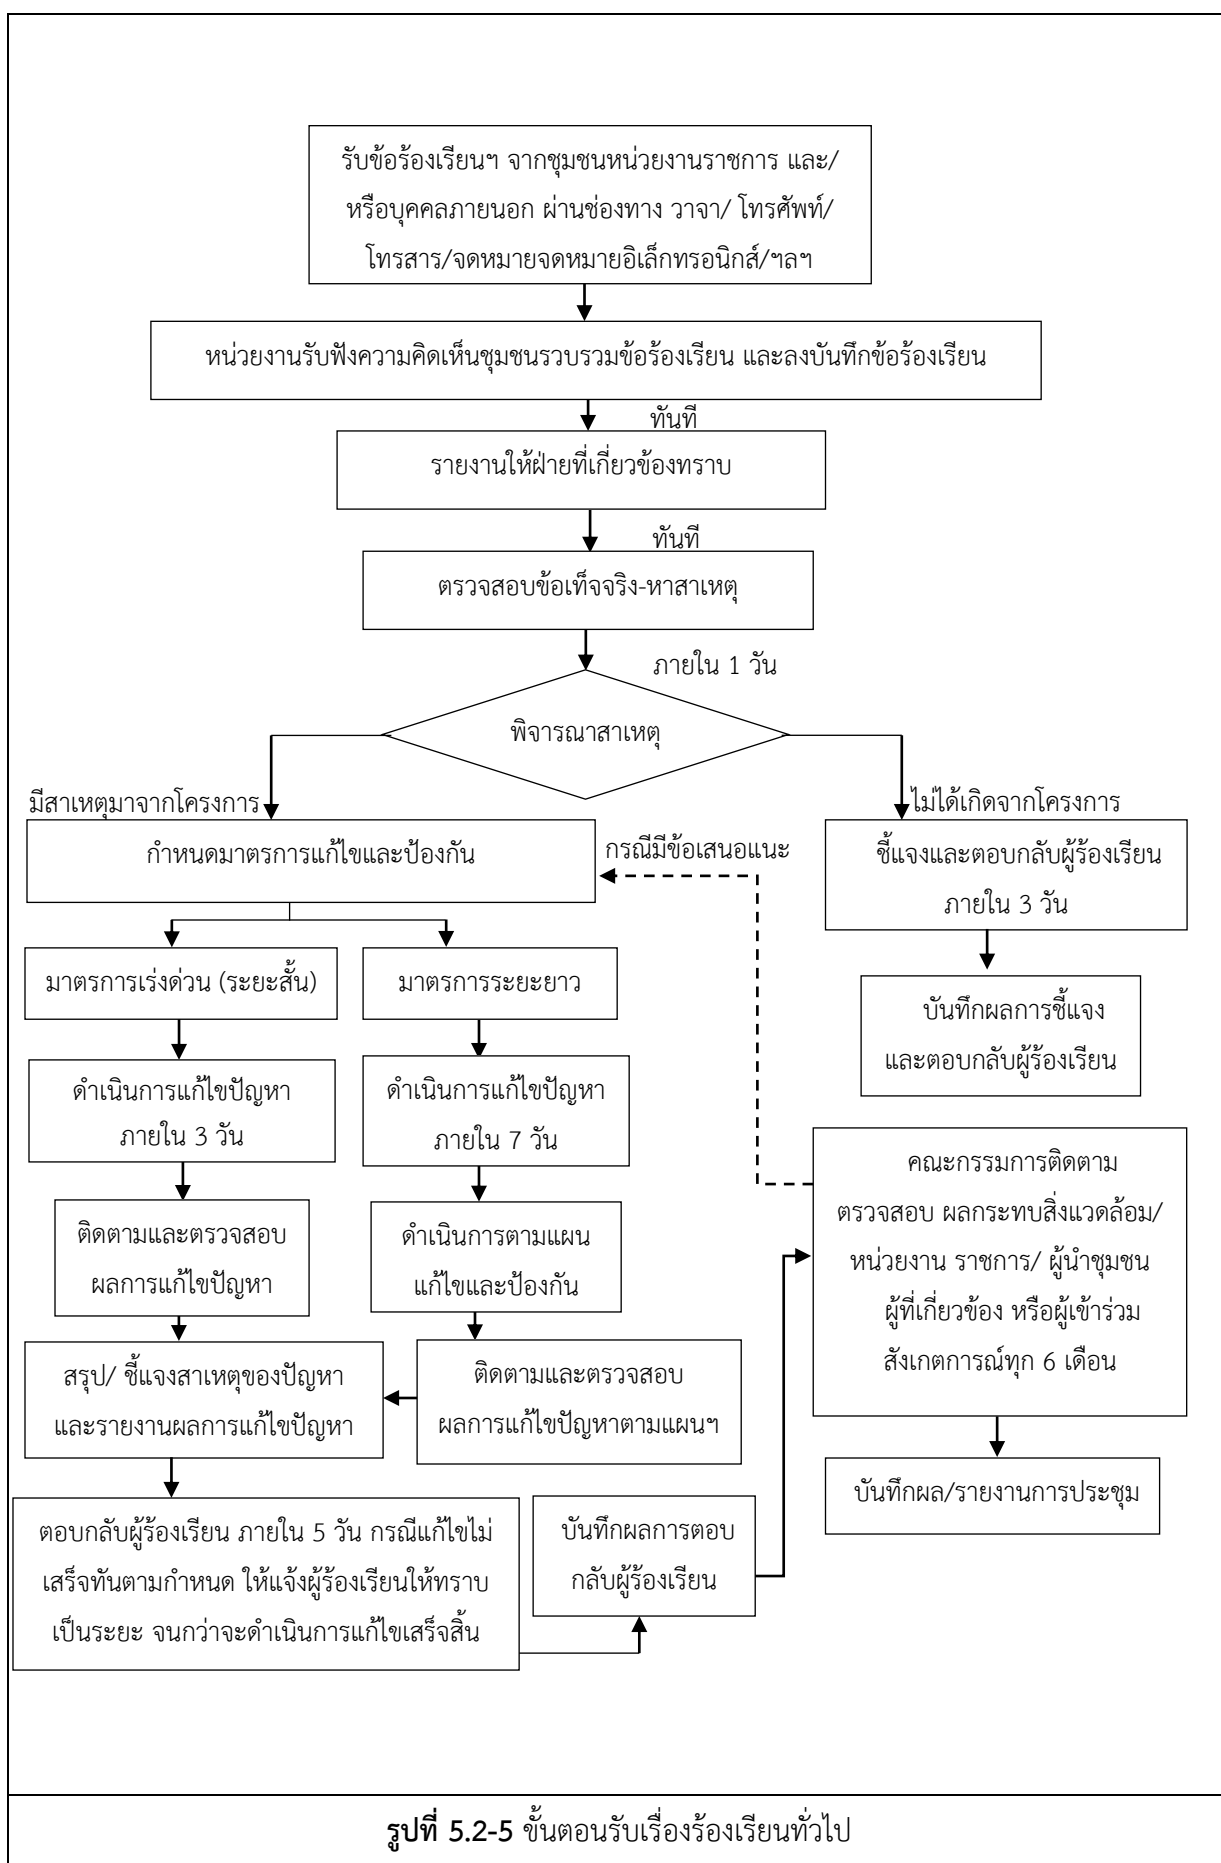 รับข้อร้องเรียนฯ จากชุมชนหน่วยงานราชการ และ/
หรือบุคคลภายนอก ผ่านช่องทาง วาจา/ โทรศัพท์/
โทรสาร/จดหมายจดหมายอิเล็กทรอนิกส์/ฯลฯ
หน่วยงานรับฟังความคิดเห็นชุมชนรวบรวมข้อร้องเรียน และลงบันทึกข้อร้องเรียน
ทันที
รายงานให้ฝ่ายที่เกี่ยวข้องทราบ
ทันที
ตรวจสอบข้อเท็จจริง-หาสาเหตุ
ภายใน 1 วัน
พิจารณาสาเหตุ
มีสาเหตุมาจากโครงการ
ไม่ได้เกิดจากโครงการ
กำหนดมาตรการแก้ไขและป้องกัน
กรณีมีข้อเสนอแนะ
ชี้แจงและตอบกลับผู้ร้องเรียน
ภายใน 3 วัน
มาตรการเร่งด่วน (ระยะสั้น)
มาตรการระยะยาว
บันทึกผลการชี้แจง
และตอบกลับผู้ร้องเรียน
ดำเนินการแก้ไขปัญหา
ภายใน 3 วัน
ดำเนินการแก้ไขปัญหา
ภายใน 7 วัน
คณะกรรมการติดตาม
ตรวจสอบ ผลกระทบสิ่งแวดล้อม/
หน่วยงาน ราชการ/ ผู้นำชุมชน
ผู้ที่เกี่ยวข้อง หรือผู้เข้าร่วม
สังเกตการณ์ทุก 6 เดือน
ติดตามและตรวจสอบ
ผลการแก้ไขปัญหา
ดำเนินการตามแผน
แก้ไขและป้องกัน
สรุป/ ชี้แจงสาเหตุของปัญหา
และรายงานผลการแก้ไขปัญหา
ติดตามและตรวจสอบ
ผลการแก้ไขปัญหาตามแผนฯ
บันทึกผล/รายงานการประชุม
ตอบกลับผู้ร้องเรียน ภายใน 5 วัน กรณีแก้ไขไม่
เสร็จทันตามกำหนด ให้แจ้งผู้ร้องเรียนให้ทราบ
เป็นระยะ จนกว่าจะดำเนินการแก้ไขเสร็จสิ้น
บันทึกผลการตอบ
กลับผู้ร้องเรียน
รูปที่ 5.2-5 ขั้นตอนรับเรื่องร้องเรียนทั่วไป